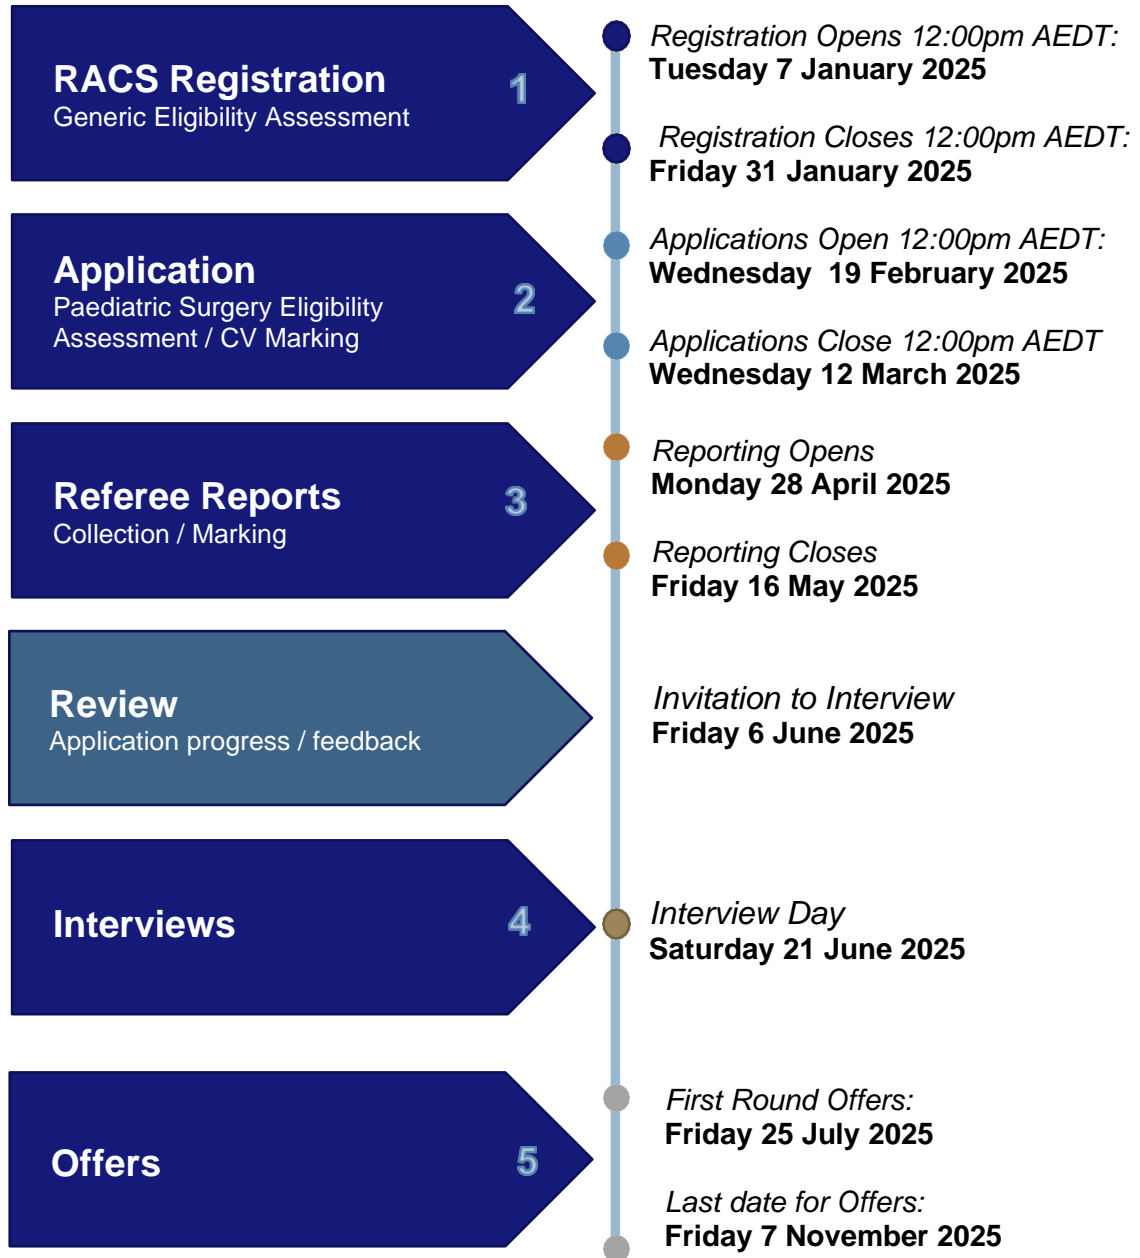 RACS Registration
Generic Eligibility Assessment
1
Registration Opens 12:00pm AEDT:
Tuesday 7 January 2025
Registration Closes 12:00pm AEDT:
Friday 31 January 2025
Application
Paediatric Surgery Eligibility
Assessment / CV Marking
2
Applications Open 12:00pm AEDT:
Wednesday  19 February 2025
Applications Close 12:00pm AEDT
Wednesday 12 March 2025
Referee Reports
Collection / Marking
3
Reporting Opens
Monday 28 April 2025
Reporting Closes
Friday 16 May 2025
Review
Application progress / feedback
Invitation to Interview
Friday 6 June 2025
Interviews
4
Interview Day
Saturday 21 June 2025
Offers
5
First Round Offers:
Friday 25 July 2025
Last date for Offers:
Friday 7 November 2025